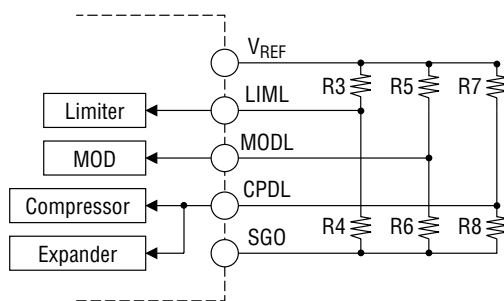 VREF
R3 R5 R7
Limiter LIML
MOD MODL
Compressor CPDL
R4 R6 R8
Expander SGO